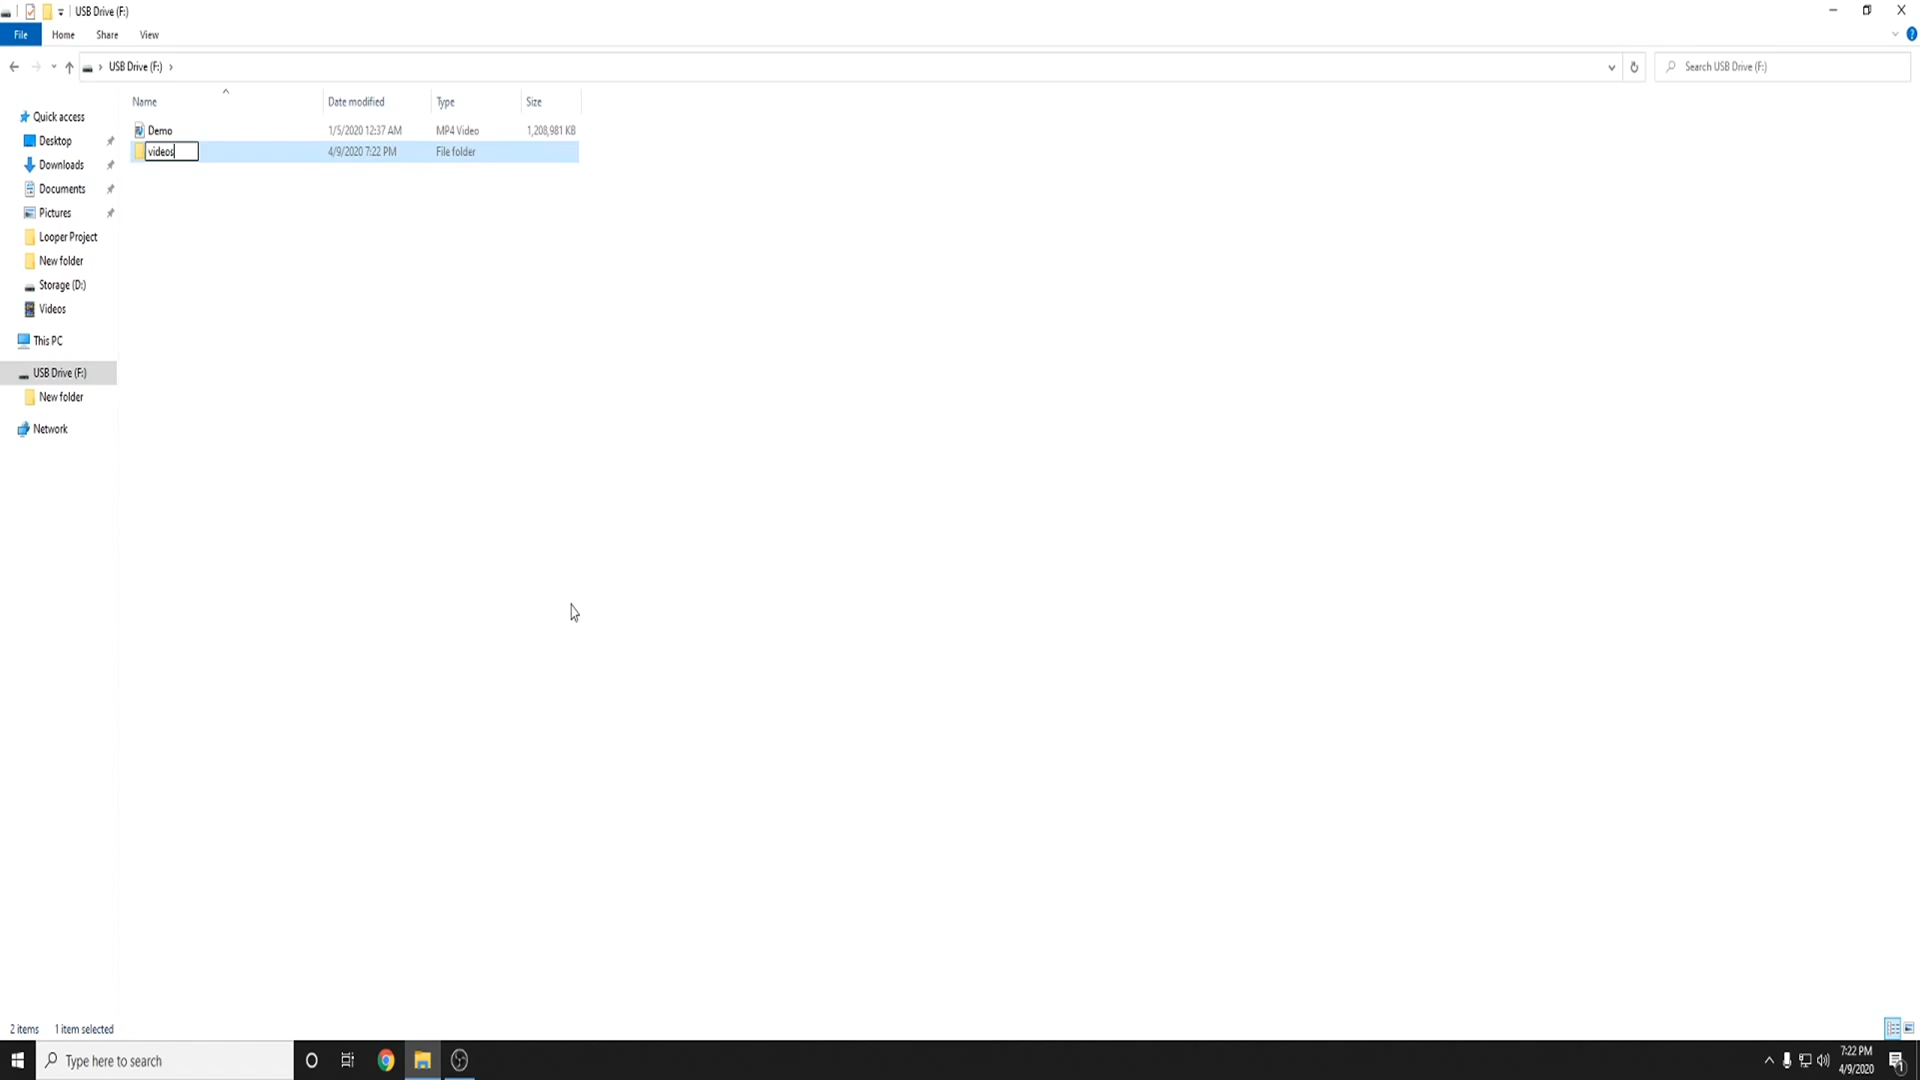 USB Drive (F:)
File Home Share View
USB Drive (F:)
Search USB Drive (F:)
Name Date modified Type Size
Quick access
Demo 1/5/2020 12:37 AM MP4 Video 1,208,981 KB
Desktop
videos 4/9/2020 7:22 PM File folder
Downloads
Documents
Pictures
Looper Project
New folder
Storage (D:)
Videos
This PC
USB Drive (F:)
New folder
Network
2 items 1 item selected
Type here to search
7:22 PM
4/9/2020
1